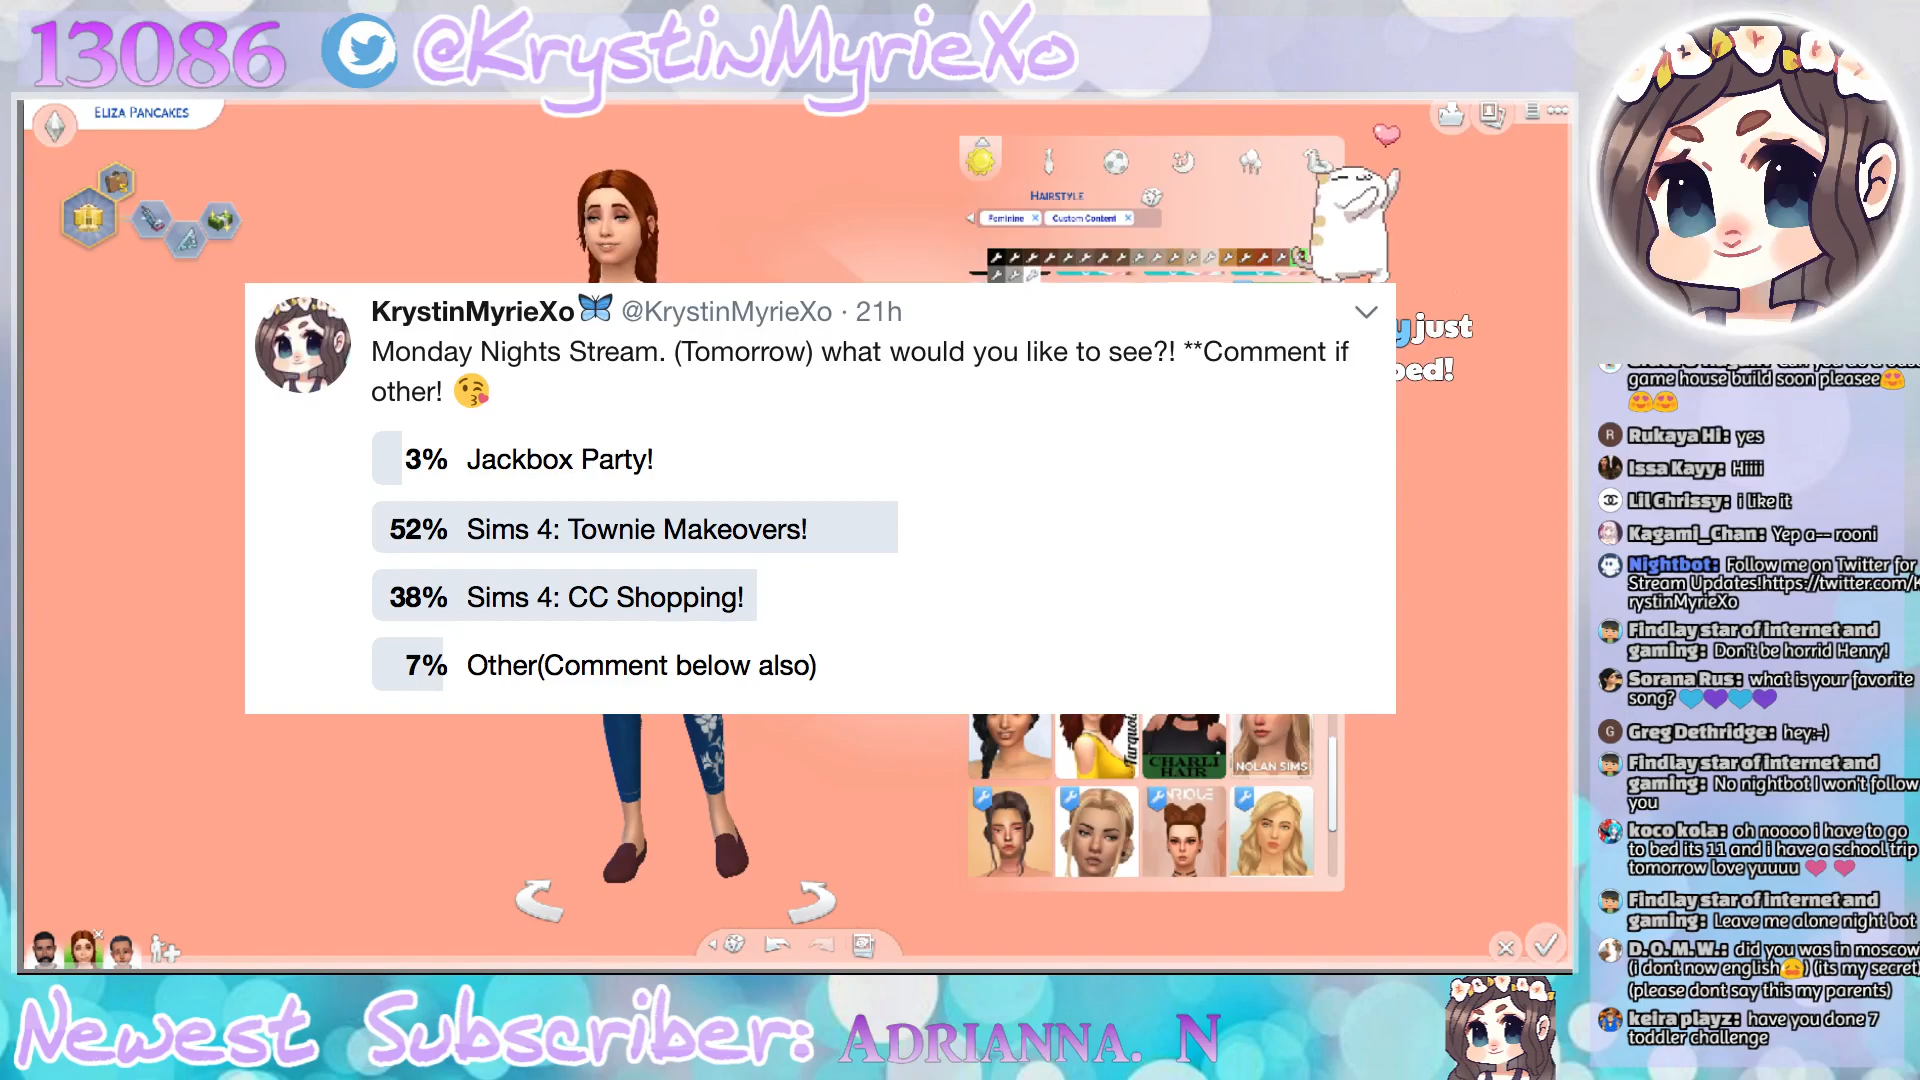 13086 @KrystinMyrieXo
ELIZA PANCAKES
HAIRSTYLE
Feminine × Custom Content ×
KrystinMyrieXo @KrystinMyrieXo · 21h
Monday Nights Stream. (Tomorrow) what would you like to see?! **Comment if
other! 😘
3% Jackbox Party!
52% Sims 4: Townie Makeovers!
38% Sims 4: CC Shopping!
7% Other(Comment below also)
just
CHARLI
HAIR
NOLAN SIMS
game house build soon pleasee😍
😍😍
Rukaya Hi: yes
Issa Kayy: Hiiii
Lil Chrissy: i like it
Kagami_Chan: Yep a-- rooni
Nightbot: Follow me on Twitter for
Stream Updates!https://twitter.com/K
rystinMyrieXo
Findlay star of internet and
gaming: Don't be horrid Henry!
Sorana Rus: what is your favorite
song? 💙💜💙💜
Greg Dethridge: hey:-)
Findlay star of internet and
gaming: No nightbot I won't follow
you
koco kola: oh noooo i have to go
to bed its 11 and i have a school trip
tomorrow love yuuuu ❤ ❤
Findlay star of internet and
gaming: Leave me alone night bot
D.O.M.W.: did you was in moscow
(i dont now english😩) (its my secret)
(please dont say this my parents)
keira playz: have you done 7
toddler challenge
Newest Subscriber: ADRIANNA. N